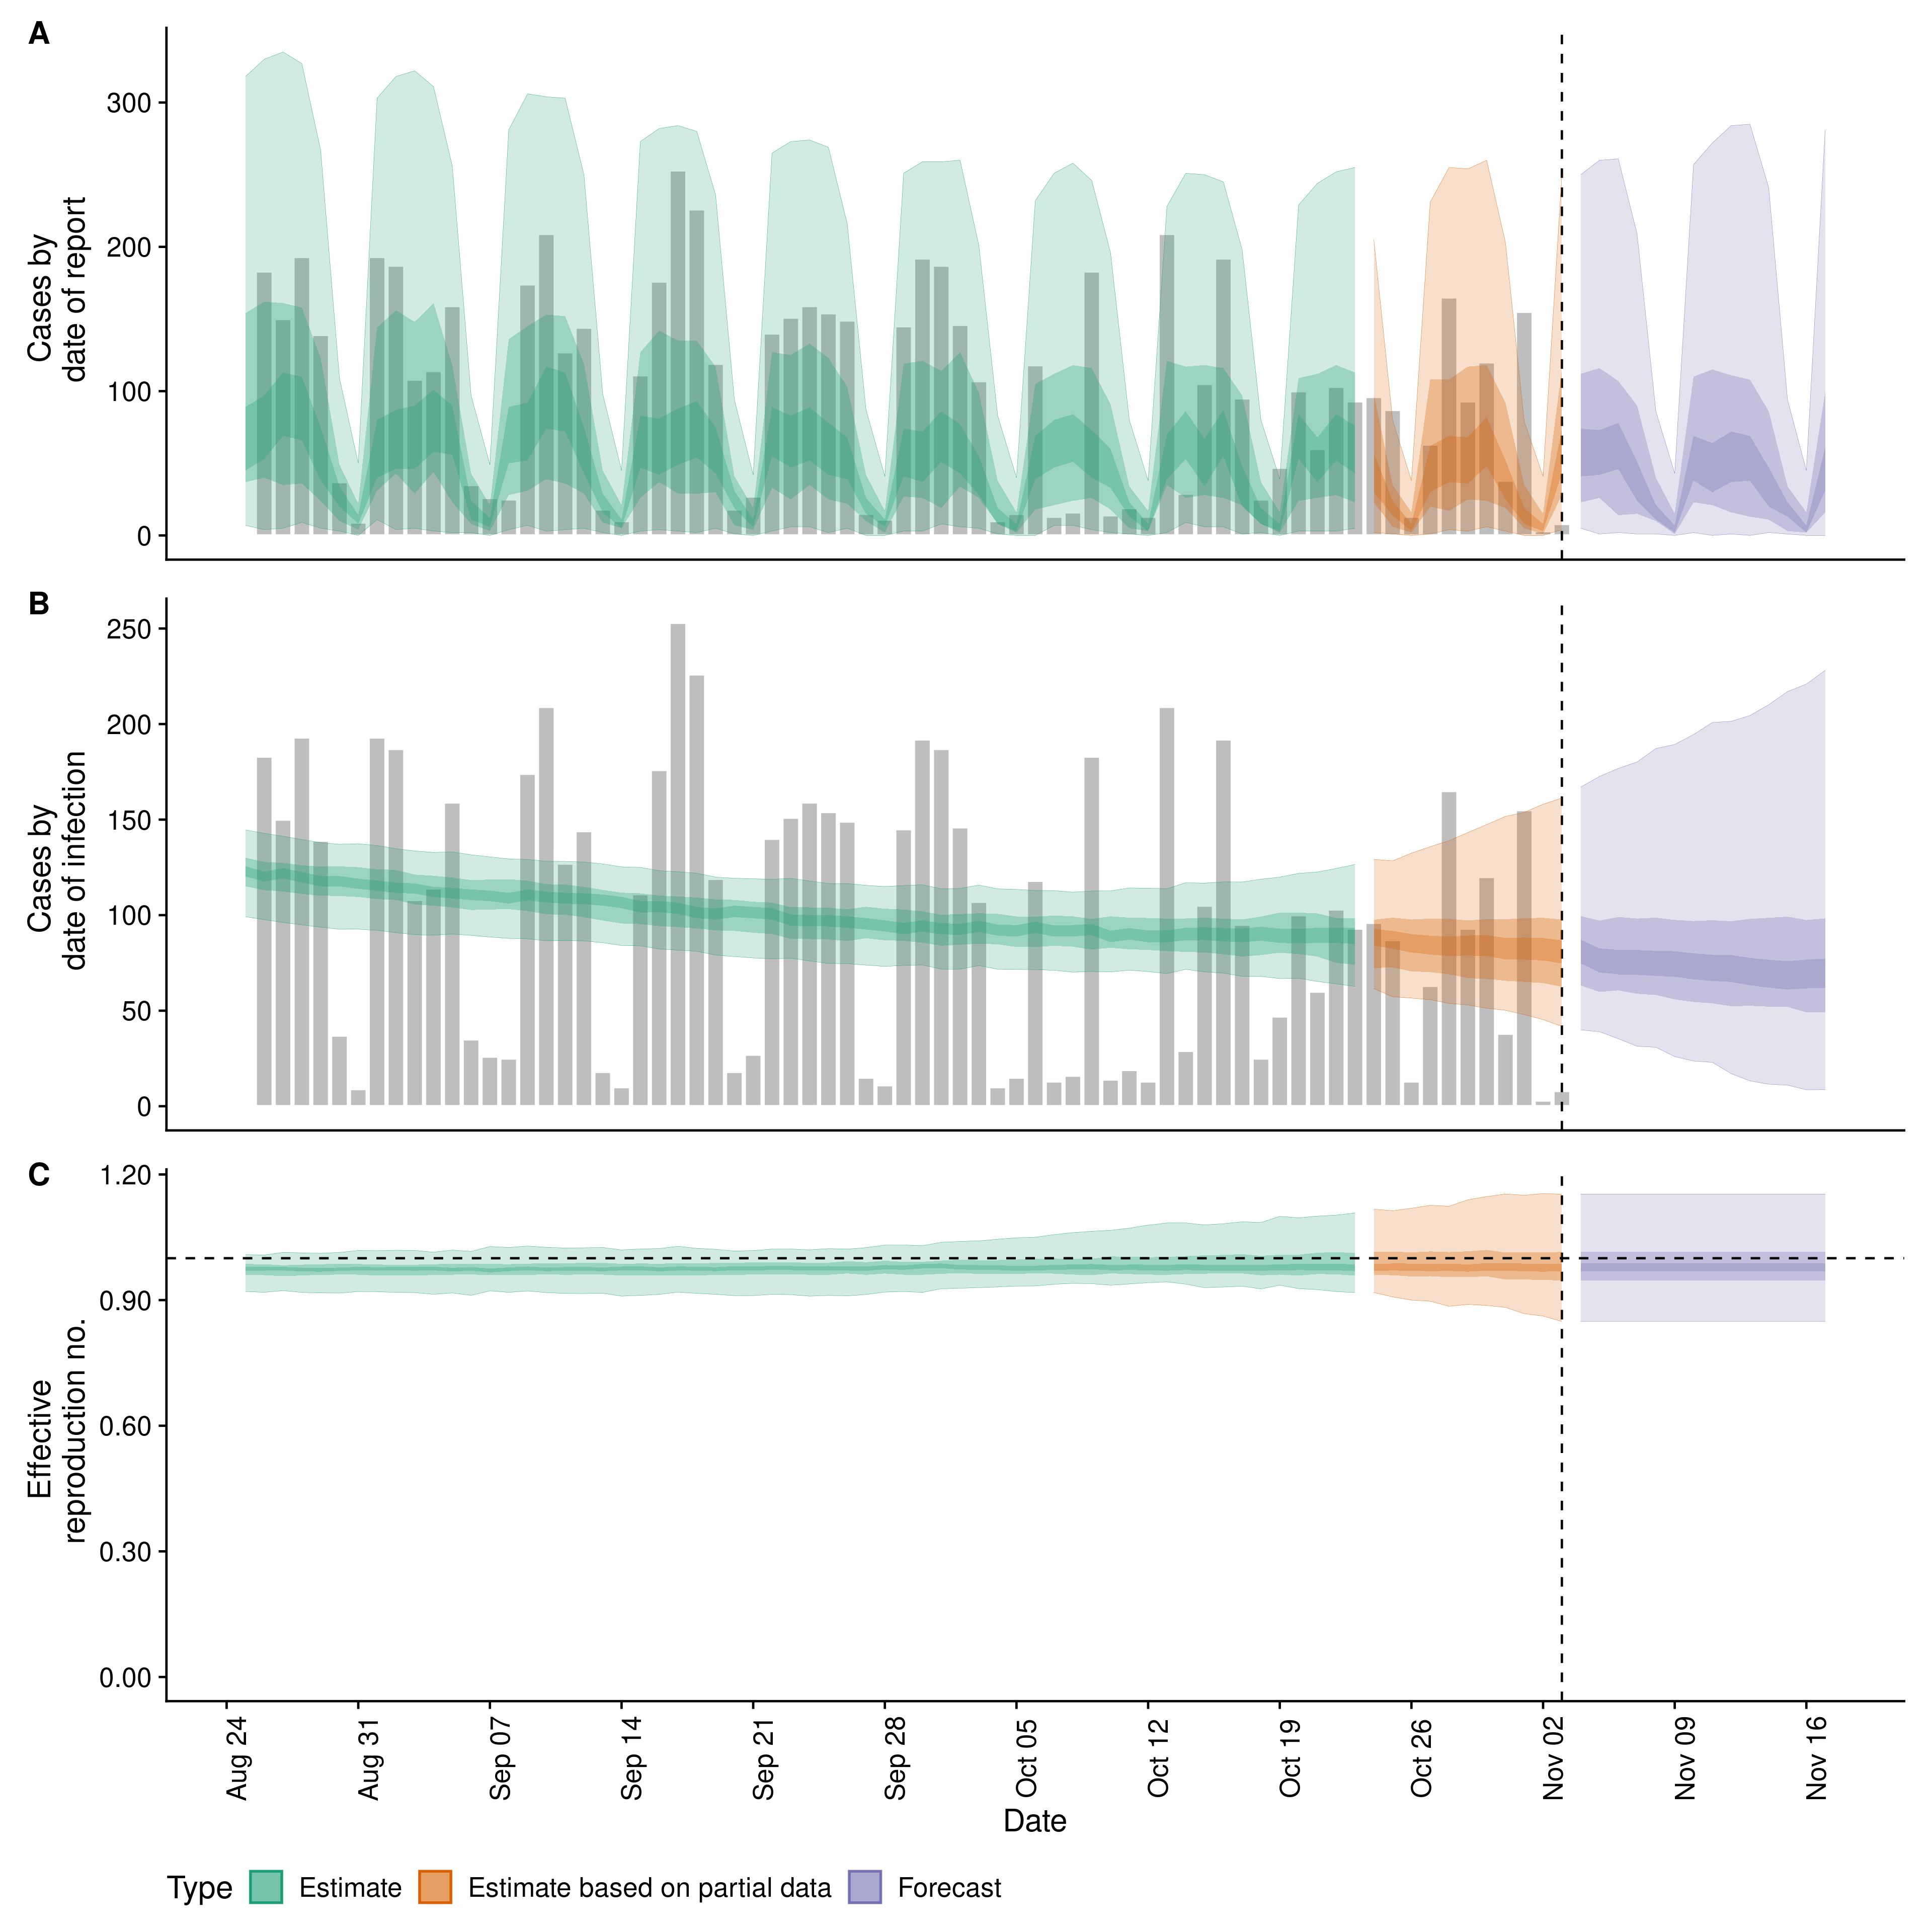 A
Cases by
date of report
300
200
100
0
B
Cases by
date of infection
250
200
150
100
50
0
C
Effective
reproduction no.
1.20
0.90
0.60
0.30
0.00
Aug 24
Aug 31
Sep 07
Sep 14
Sep 21
Sep 28
Oct 05
Oct 12
Oct 19
Oct 26
Nov 02
Nov 09
Nov 16
Date
Type Estimate Estimate based on partial data Forecast